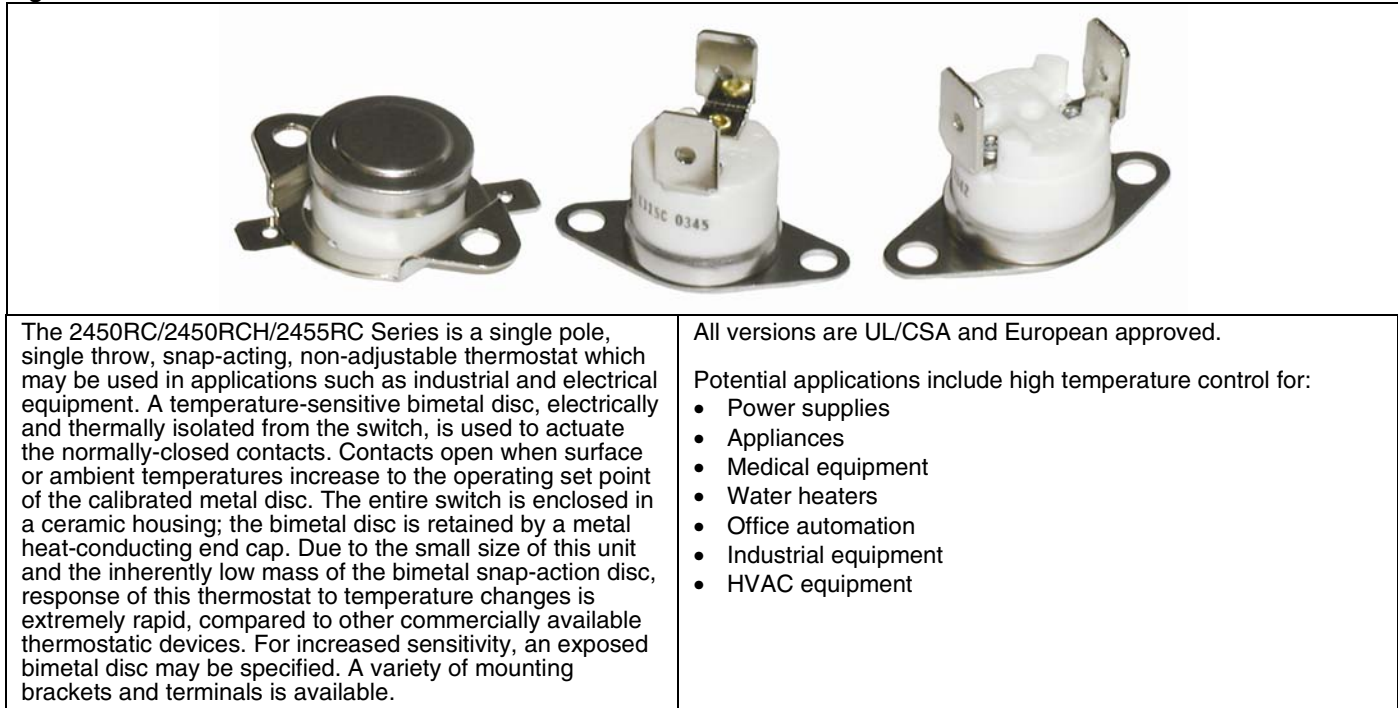 1115C 0345
The 2450RC/2450RCH/2455RC Series is a single pole,
single throw, snap-acting, non-adjustable thermostat which
may be used in applications such as industrial and electrical
equipment. A temperature-sensitive bimetal disc, electrically
and thermally isolated from the switch, is used to actuate
the normally-closed contacts. Contacts open when surface
or ambient temperatures increase to the operating set point
of the calibrated metal disc. The entire switch is enclosed in
a ceramic housing; the bimetal disc is retained by a metal
heat-conducting end cap. Due to the small size of this unit
and the inherently low mass of the bimetal snap-action disc,
response of this thermostat to temperature changes is
extremely rapid, compared to other commercially available
thermostatic devices. For increased sensitivity, an exposed
bimetal disc may be specified. A variety of mounting
brackets and terminals is available.
All versions are UL/CSA and European approved.
Potential applications include high temperature control for:
• Power supplies
• Appliances
• Medical equipment
• Water heaters
• Office automation
• Industrial equipment
• HVAC equipment